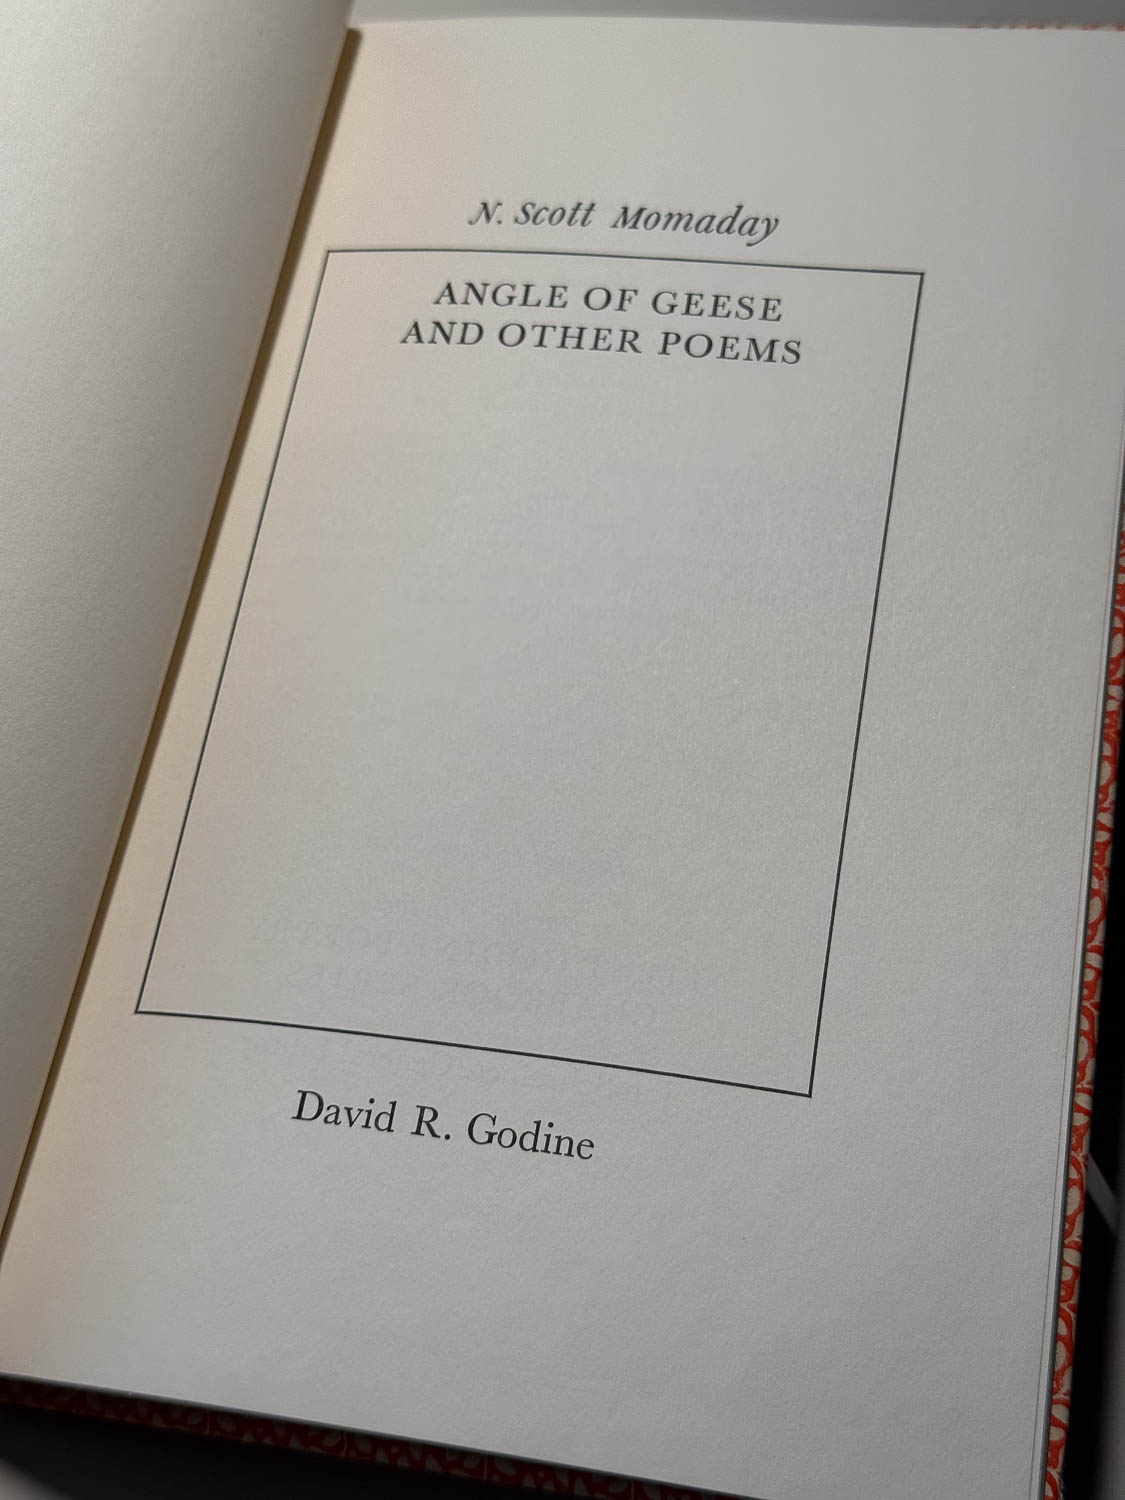 N. Scott Momaday
ANGLE OF GEESE
AND OTHER POEMS
David R. Godine